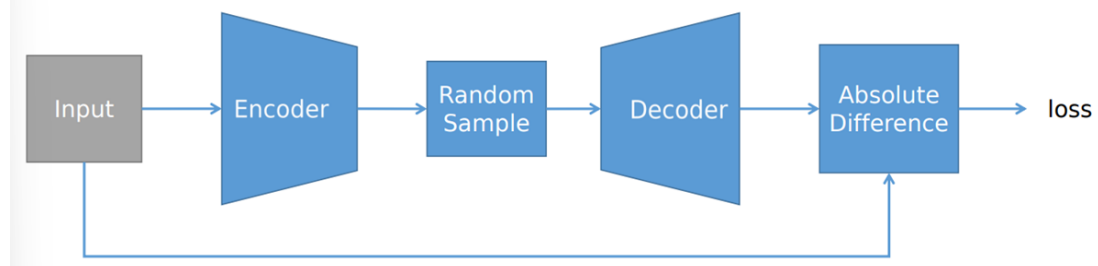 Input
Encoder
Random
Sample
Decoder
Absolute
Difference
loss